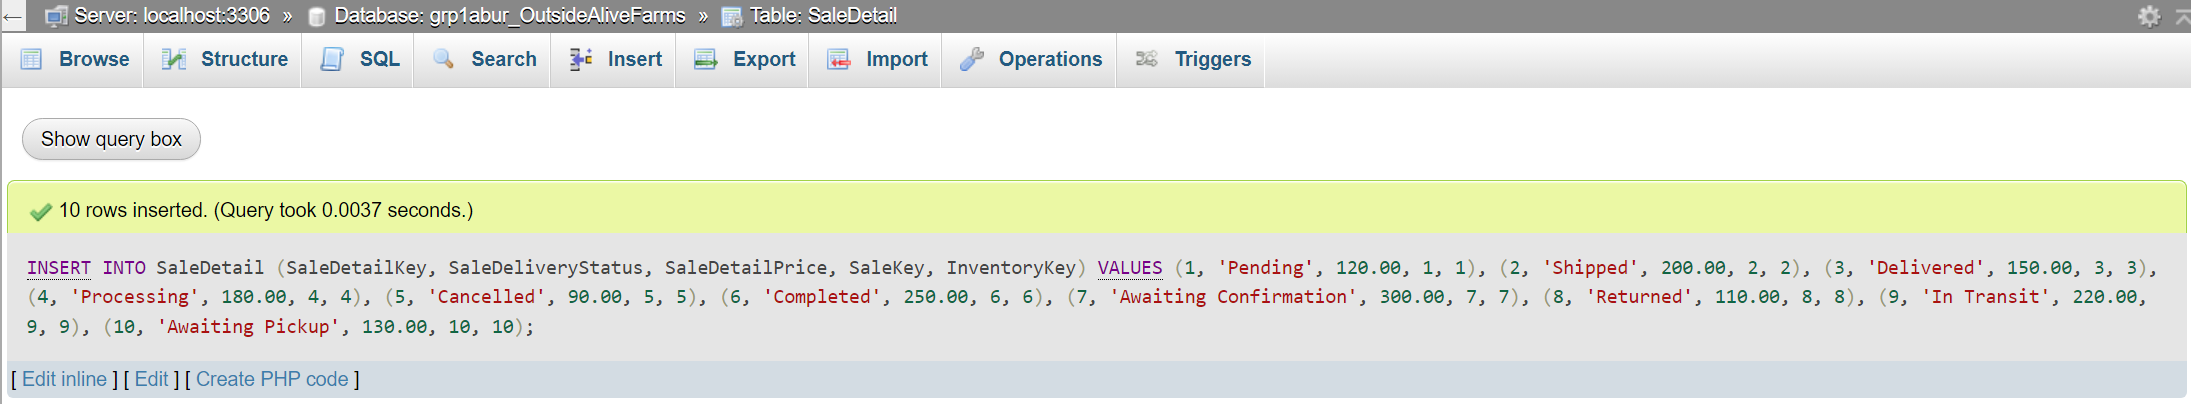 ← Server: localhost:3306 » Database: grp1abur_OutsideAliveFarms » Table: SaleDetail
Browse Structure SQL Search Insert Export Import Operations Triggers
Show query box
10 rows inserted. (Query took 0.0037 seconds.)
INSERT INTO SaleDetail (SaleDetailKey, SaleDeliveryStatus, SaleDetailPrice, SaleKey, InventoryKey) VALUES (1, 'Pending', 120.00, 1, 1), (2, 'Shipped', 200.00, 2, 2), (3, 'Delivered', 150.00, 3, 3),
(4, 'Processing', 180.00, 4, 4), (5, 'Cancelled', 90.00, 5, 5), (6, 'Completed', 250.00, 6, 6), (7, 'Awaiting Confirmation', 300.00, 7, 7), (8, 'Returned', 110.00, 8, 8), (9, 'In Transit', 220.00,
9, 9), (10, 'Awaiting Pickup', 130.00, 10, 10);
[ Edit inline ] [ Edit ] [ Create PHP code ]